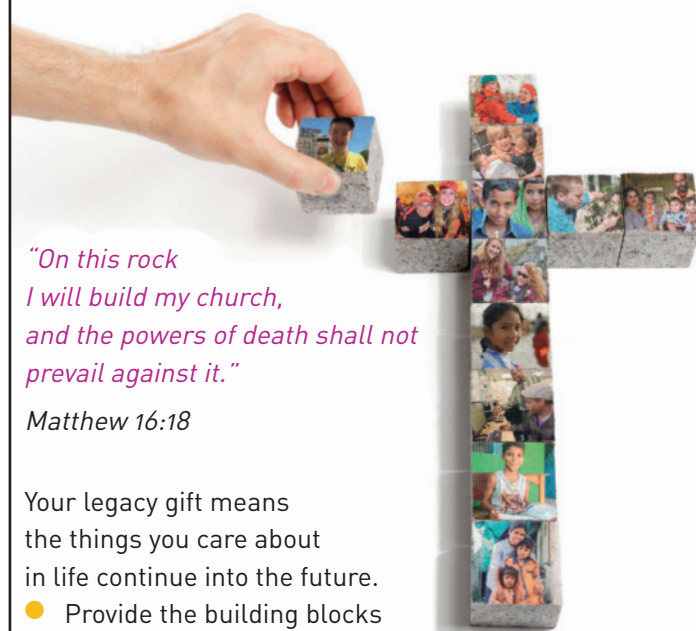 “On this rock
I will build my church,
and the powers of death shall not
prevail against it.”
Matthew 16:18
Your legacy gift means
the things you care about
in life continue into the future.
● Provide the building blocks